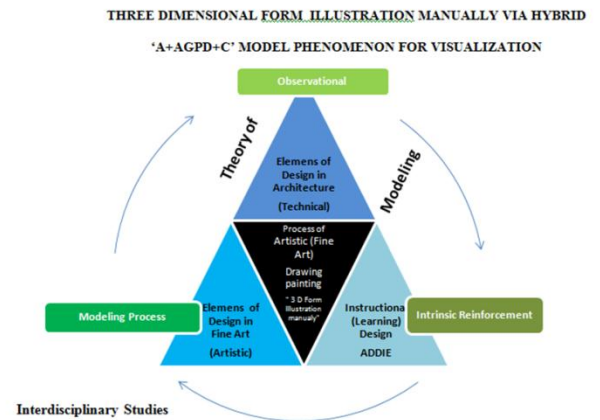 THREE DIMENSIONAL FORM ILLUSTRATION MANUALLY VIA HYBRID
‘A+AGPD+C’ MODEL PHENOMENON FOR VISUALIZATION
Observational
Theory of
Modeling
Elemens of
Design in
Architecture
(Technical)
Process of
Artistic (Fine
Art)
Drawing
painting
" 3 D Form
Illustration
manualy"
Modeling Process
Elemens of
Design in
Fine Art
(Artistic)
Instructiona
(Learning)
Design
ADDIE
Intrinsic Reinforcement
Interdisciplinary Studies